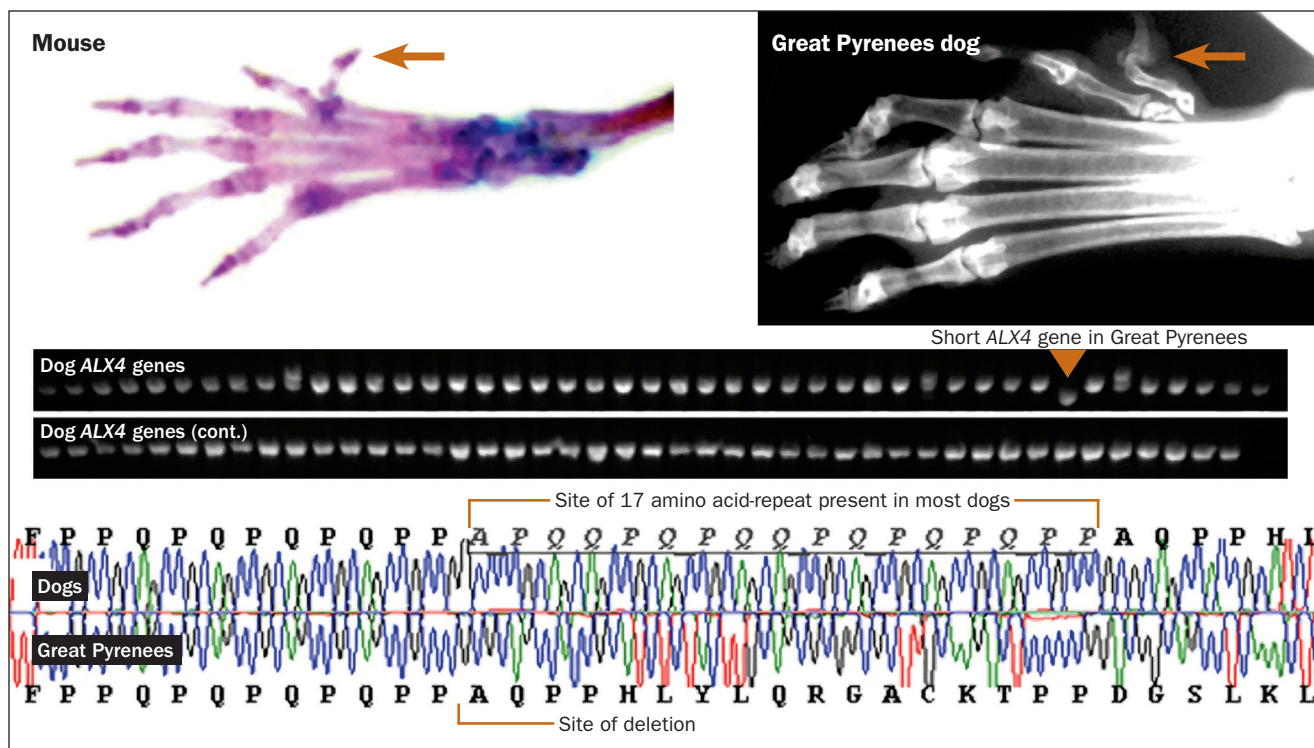 Mouse
Great Pyrenees dog
Short ALX4 gene in Great Pyrenees
Dog ALX4 genes
Dog ALX4 genes (cont.)
Site of 17 amino acid-repeat present in most dogs
F P P Q P Q P Q P Q P P A P Q Q P Q P Q Q P Q P Q P Q P P A Q P P H L
Dogs
Great Pyrenees
F P P Q P Q P Q P Q P P A Q P P H L Y L Q R G A C K T P P D G S L K L
Site of deletion